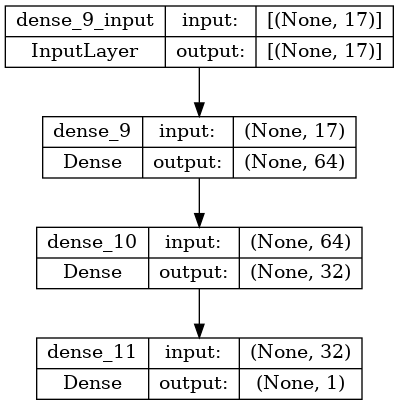 dense_9_input input: [(None, 17)]
InputLayer output: [(None, 17)]
dense_9 input: (None, 17)
Dense output: (None, 64)
dense_10 input: (None, 64)
Dense output: (None, 32)
dense_11 input: (None, 32)
Dense output: (None, 1)